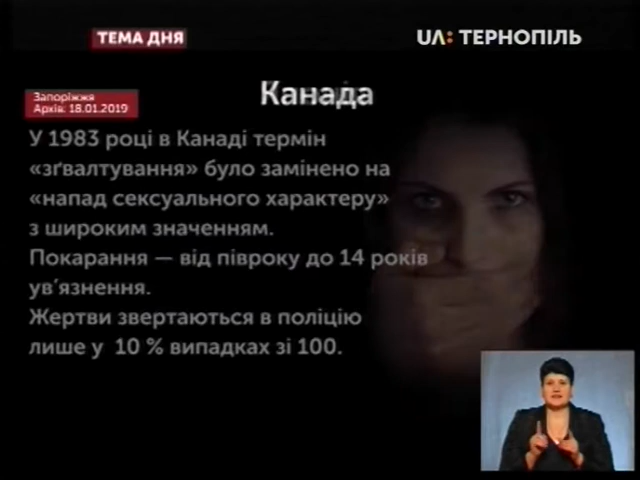 ТЕМА ДНЯ
UA: ТЕРНОПІЛЬ
Канада
Запоріжжя
Архів: 18.01.2019
У 1983 році в Канаді термін
«зґвалтування» було замінено на
«напад сексуального характеру»
з широким значенням.
Покарання — від півроку до 14 років
ув’язнення.
Жертви звертаються в поліцію
лише у 10 % випадках зі 100.